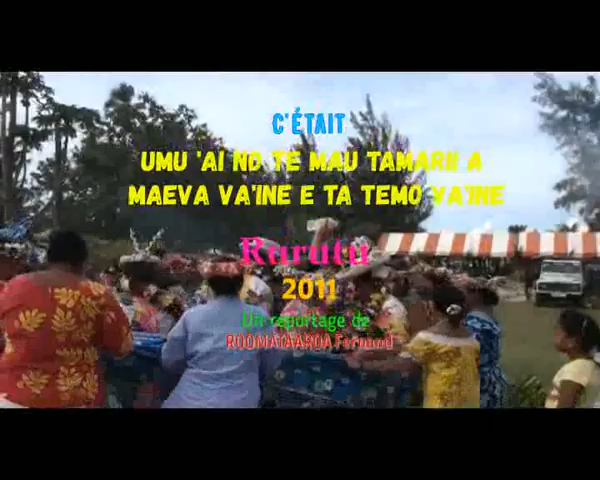 C'ÉTAIT
UMU 'AI NO TE MAU TAMARII A
MAEVA VA'INE E TA TEMO VA'INE
Rurutu
2011
Un reportage de
ROOMATAAROA Fernand